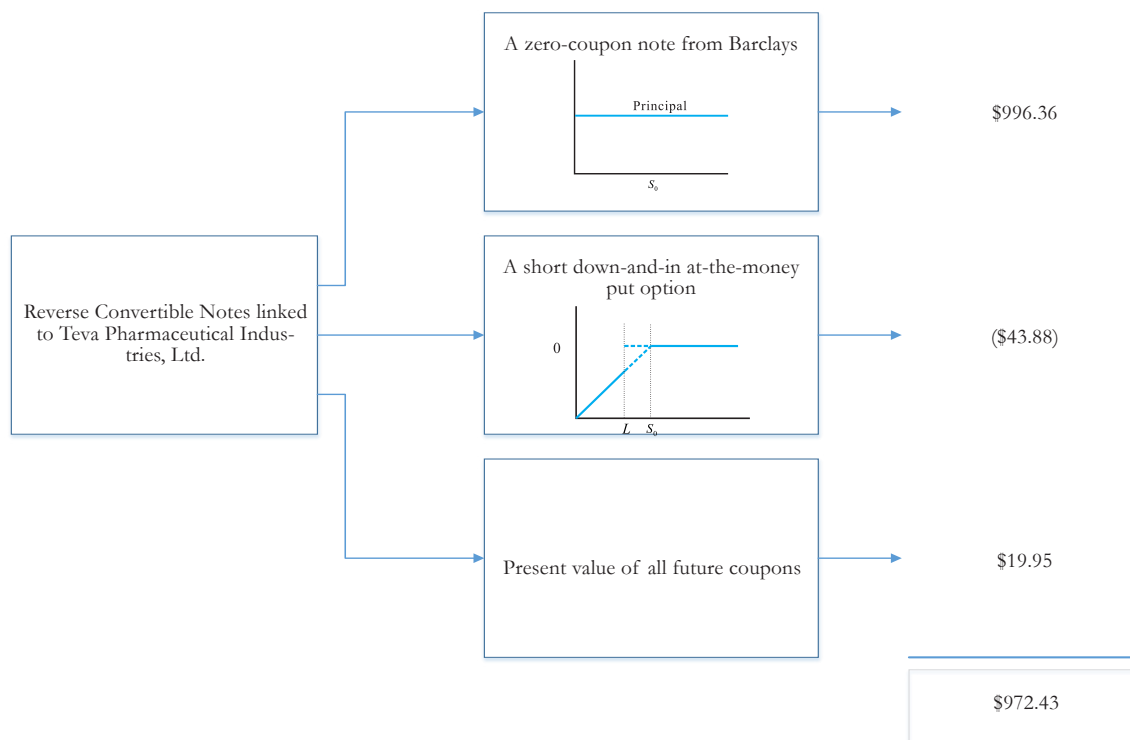 A zero-coupon note from Barclays
Principal
S₀
$996.36
Reverse Convertible Notes linked
to Teva Pharmaceutical Indus-
tries, Ltd.
A short down-and-in at-the-money
put option
0
L S₀
($43.88)
Present value of all future coupons
$19.95
$972.43